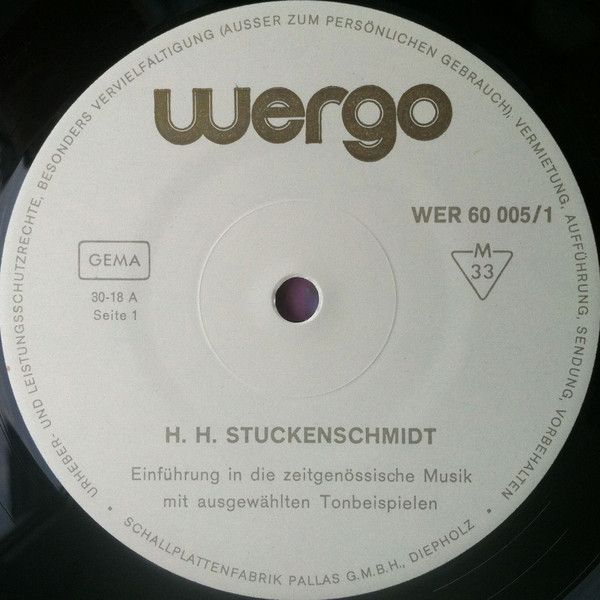 URHEBER- UND LEISTUNGSSCHUTZRECHTE, BESONDERS VERVIELFÄLTIGUNG (AUSSER ZUM PERSÖNLICHEN GEBRAUCH), VERMIETUNG, AUFFÜHRUNG, SENDUNG, VORBEHALTEN
wergo
WER 60 005/1
GEMA
M
33
30-18 A
Seite 1
H. H. STUCKENSCHMIDT
Einführung in die zeitgenössische Musik
mit ausgewählten Tonbeispielen
• SCHALLPLATTENFABRIK PALLAS G.M.B.H., DIEPHOLZ •